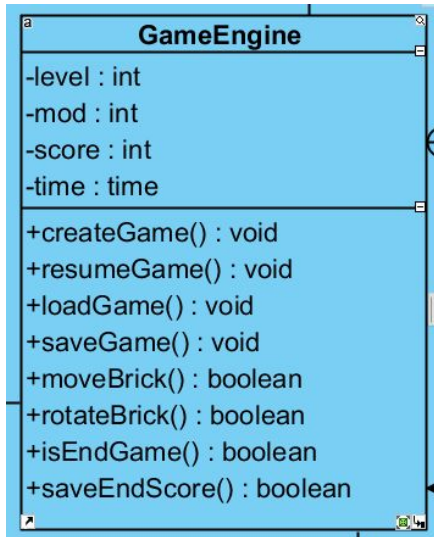 a
GameEngine
-level : int
-mod : int
-score : int
-time : time
+createGame() : void
+resumeGame() : void
+loadGame() : void
+saveGame() : void
+moveBrick() : boolean
+rotateBrick() : boolean
+isEndGame() : boolean
+saveEndScore() : boolean